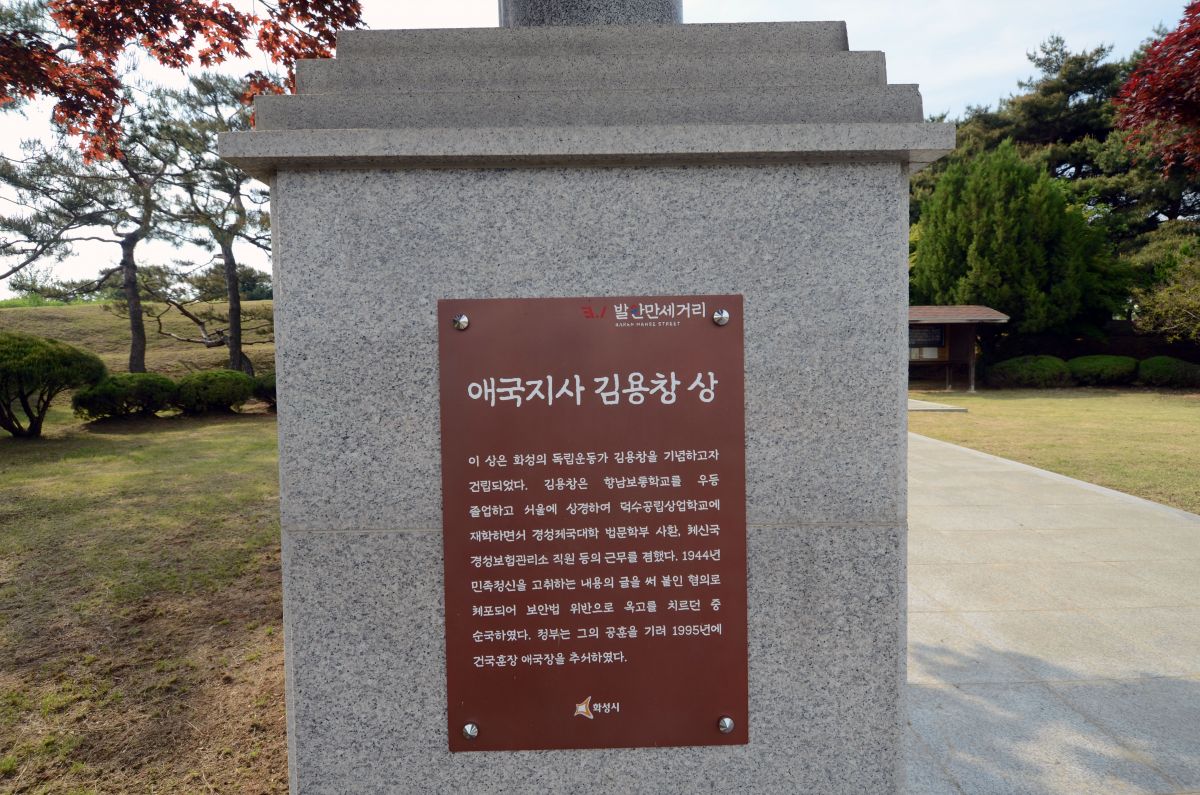 3.1 발안만세거리
BARAN MANSE STREET
애국지사 김용창 상
이 상은 화성의 독립운동가 김용창을 기념하고자
건립되었다. 김용창은 향남보통학교를 우등
졸업하고 서울에 상경하여 덕수공립상업학교에
재학하면서 경성제국대학 법문학부 사환, 체신국
경성보험관리소 직원 등의 근무를 겸했다. 1944년
민족정신을 고취하는 내용의 글을 써 붙인 혐의로
체포되어 보안법 위반으로 옥고를 치르던 중
순국하였다. 정부는 그의 공훈을 기려 1995년에
건국훈장 애국장을 추서하였다.
화성시